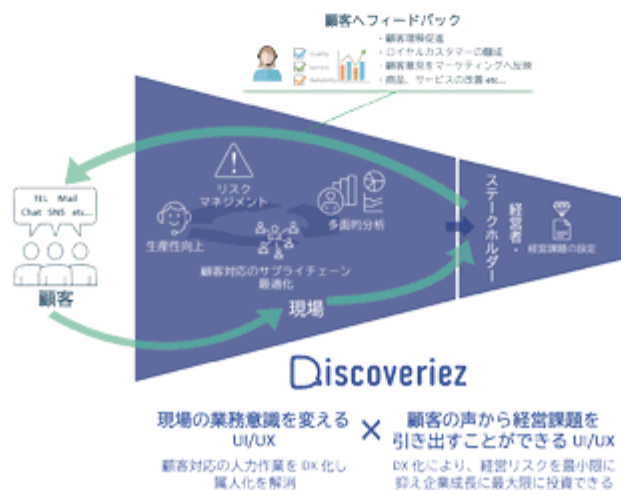 顧客へフィードバック
・顧客理解促進
・ロイヤルカスタマーの醸成
・顧客意見をマーケティングへ反映
・商品、サービスの改善 etc...
TEL Mail
Chat SNS etc...
顧客
リスク
マネジメント
生産性向上
多面的分析
顧客対応のサプライチェーン
最適化
現場
経営者・
ステークホルダー
経営課題の設定
Discoveriez
現場の業務意識を変える
UI/UX
顧客対応の人力作業を DX 化し
属人化を解消
×
顧客の声から経営課題を
引き出すことができる UI/UX
DX 化により、経営リスクを最小限に
抑え企業成長に最大限に投資できる